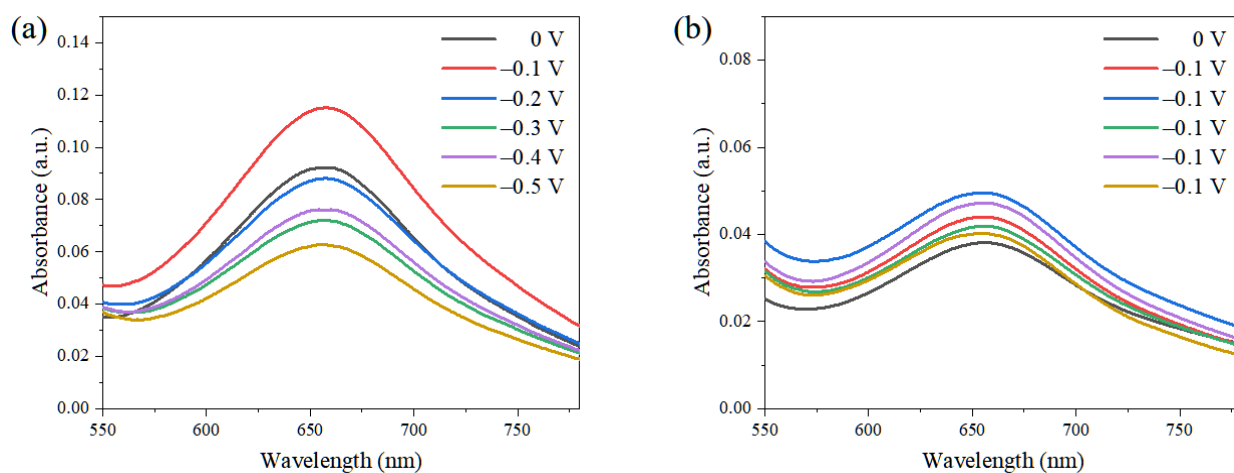 (a)
0.14
0.12
0.10
0.08
0.06
0.04
0.02
0.00
Absorbance (a.u.)
550
600
650
700
750
Wavelength (nm)
0 V
–0.1 V
–0.2 V
–0.3 V
–0.4 V
–0.5 V
(b)
0.08
0.06
0.04
0.02
0.00
Absorbance (a.u.)
550
600
650
700
750
Wavelength (nm)
0 V
–0.1 V
–0.1 V
–0.1 V
–0.1 V
–0.1 V